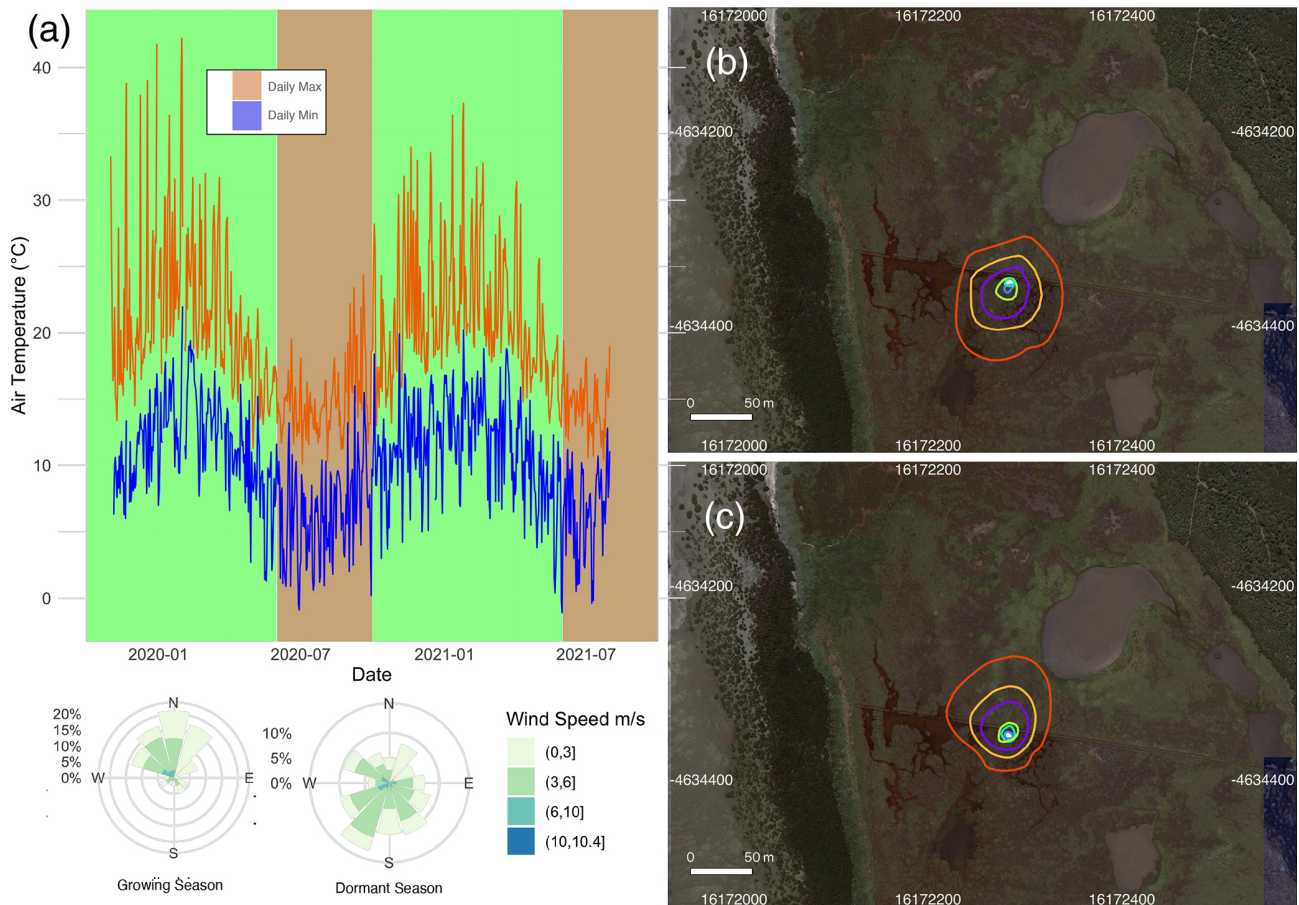 (a)
40
30
20
10
0
Air Temperature (°C)
Daily Max
Daily Min
2020-01
2020-07
2021-01
2021-07
Date
20%
15%
10%
5%
0%
N
W
E
S
Growing Season
10%
5%
0%
N
W
E
S
Dormant Season
Wind Speed m/s
(0,3]
(3,6]
(6,10]
(10,10.4]
16172000
16172200
16172400
(b)
-4634200
-4634200
-4634400
-4634400
0
50 m
16172000
16172200
16172400
16172000
16172200
16172400
(c)
-4634200
-4634200
-4634400
-4634400
0
50 m
16172000
16172200
16172400